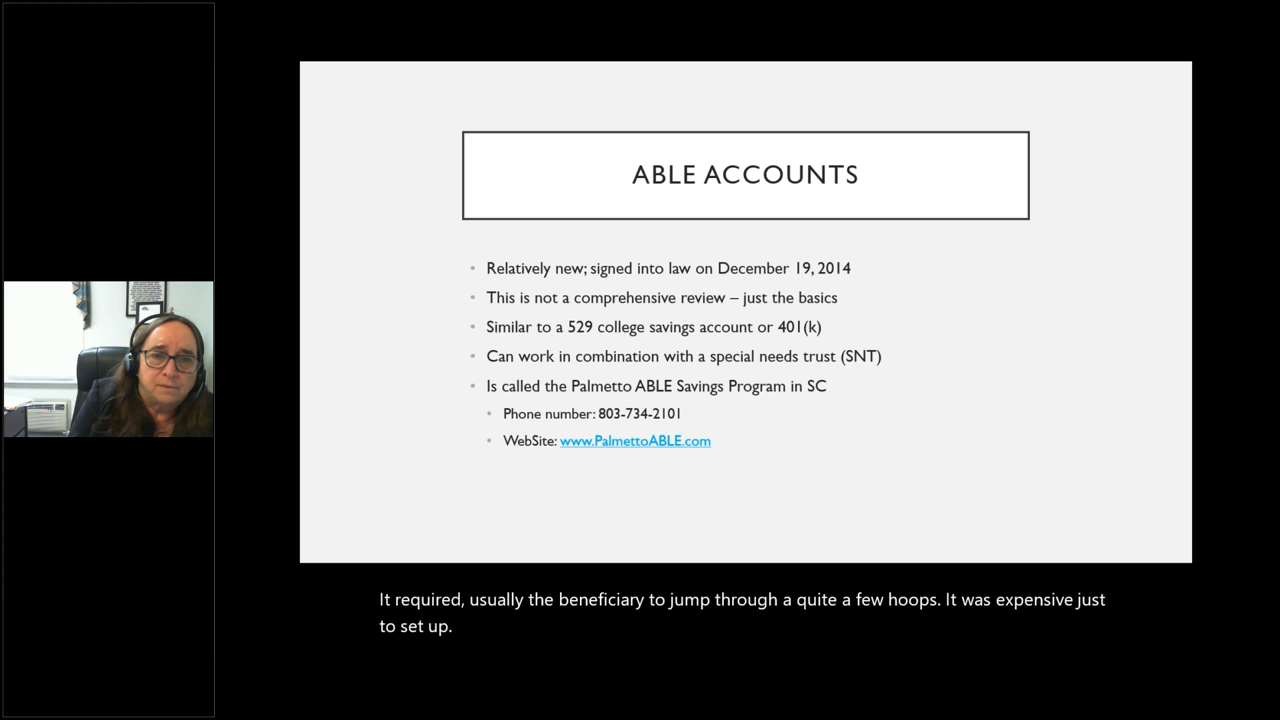 ABLE ACCOUNTS
• Relatively new; signed into law on December 19, 2014
• This is not a comprehensive review – just the basics
• Similar to a 529 college savings account or 401(k)
• Can work in combination with a special needs trust (SNT)
• Is called the Palmetto ABLE Savings Program in SC
• Phone number: 803-734-2101
• WebSite: www.PalmettoABLE.com
It required, usually the beneficiary to jump through a quite a few hoops. It was expensive just
to set up.